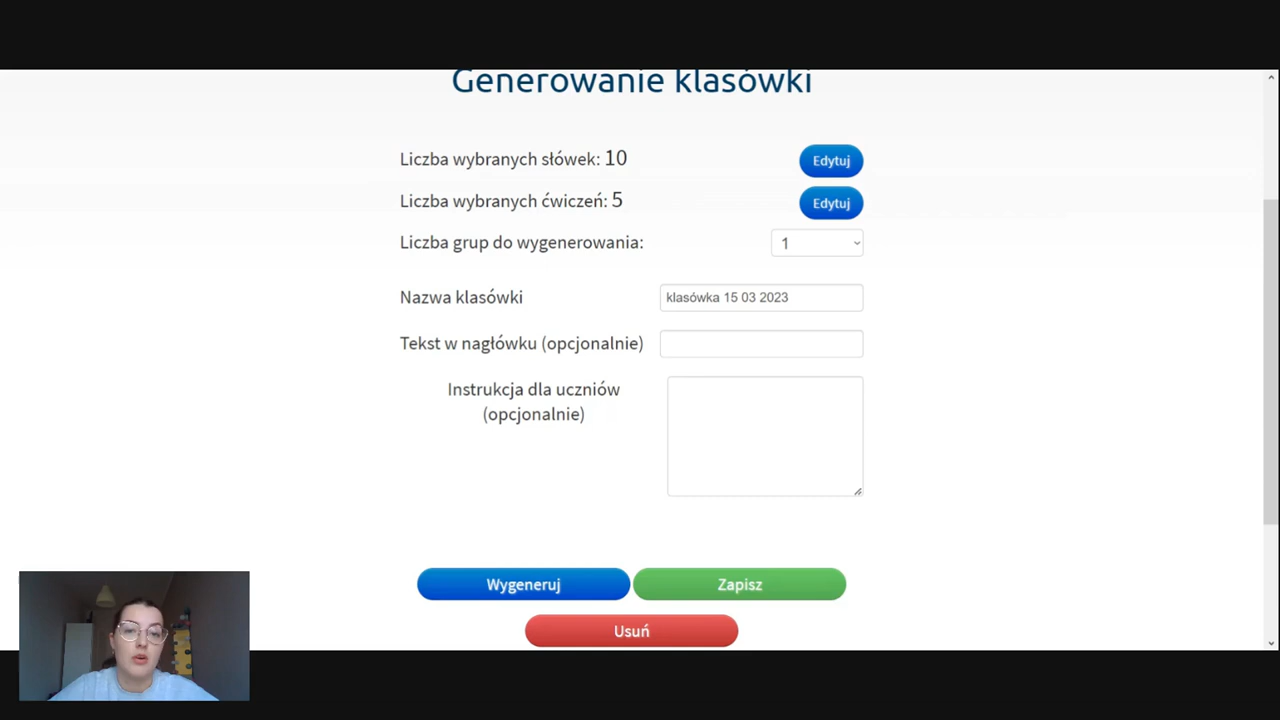 Generowanie klasówki
Liczba wybranych słówek: 10
Edytuj
Liczba wybranych ćwiczeń: 5
Edytuj
Liczba grup do wygenerowania:
1
Nazwa klasówki
klasówka 15 03 2023
Tekst w nagłówku (opcjonalnie)
Instrukcja dla uczniów
(opcjonalnie)
Wygeneruj
Zapisz
Usuń